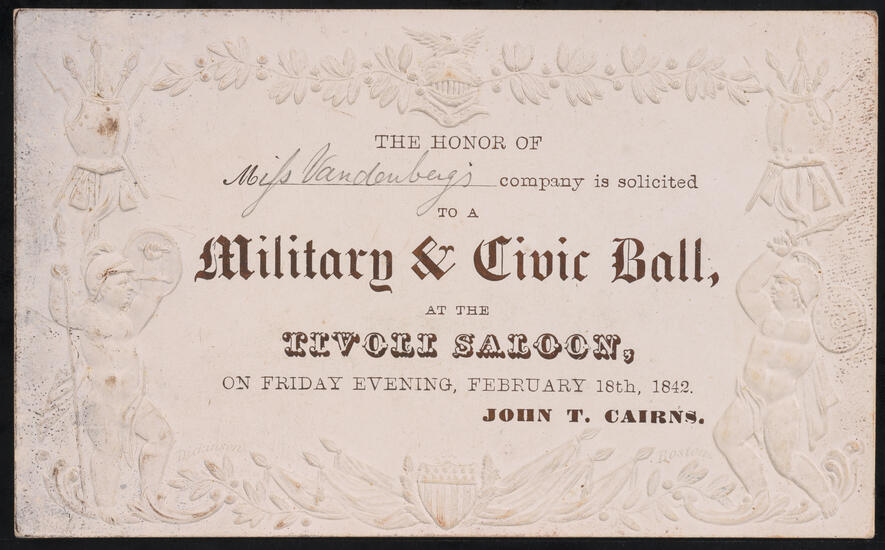 THE HONOR OF
Miss Vandenberg's company is solicited
TO A
Military & Civic Ball,
AT THE
TIVOLI SALOON,
ON FRIDAY EVENING, FEBRUARY 18th, 1842.
JOHN T. CAIRNS.
Dickinson Boston